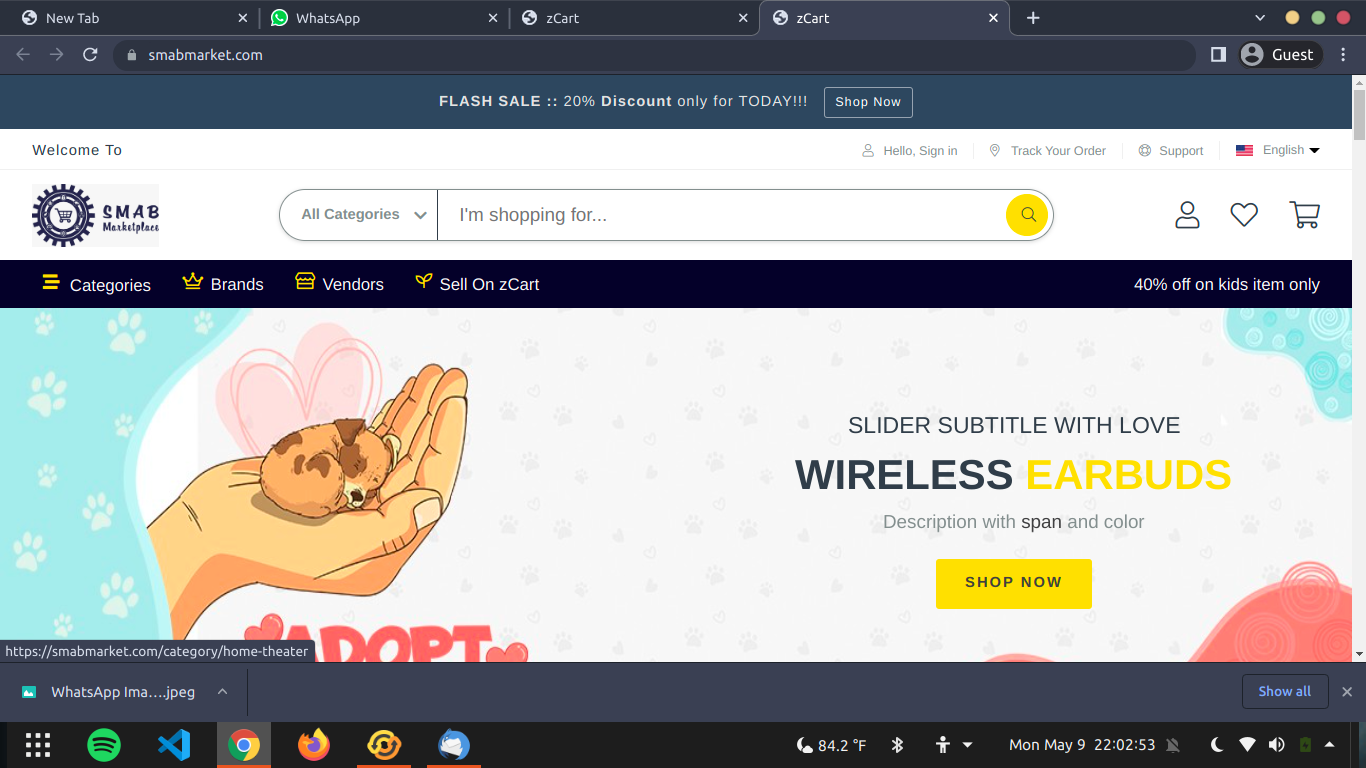 New Tab
WhatsApp
zCart
zCart
smabmarket.com
Guest
FLASH SALE :: 20% Discount only for TODAY!!!
Shop Now
Welcome To
Hello, Sign in
Track Your Order
Support
English
SMAB
Marketplace
All Categories
I'm shopping for...
Categories
Brands
Vendors
Sell On zCart
40% off on kids item only
SLIDER SUBTITLE WITH LOVE
WIRELESS EARBUDS
Description with span and color
SHOP NOW
ADOPT
https://smabmarket.com/category/home-theater
WhatsApp Ima….jpeg
Show all
84.2 °F
Mon May 9 22:02:53